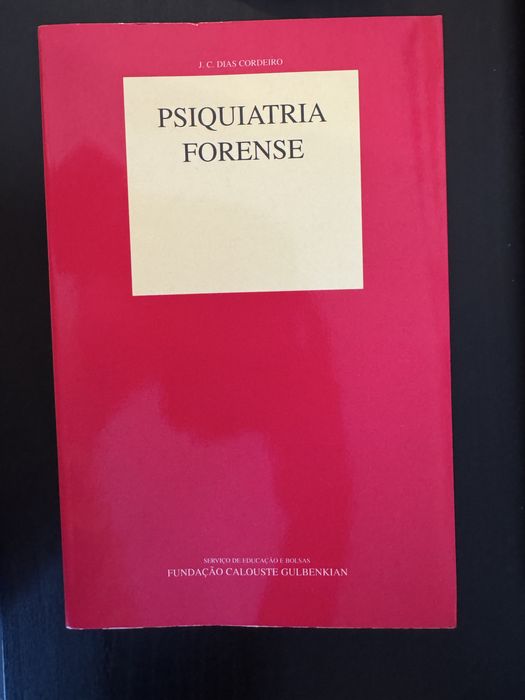 J. C. DIAS CORDEIRO
PSIQUIATRIA
FORENSE
SERVIÇO DE EDUCAÇÃO E BOLSAS
FUNDAÇÃO CALOUSTE GULBENKIAN